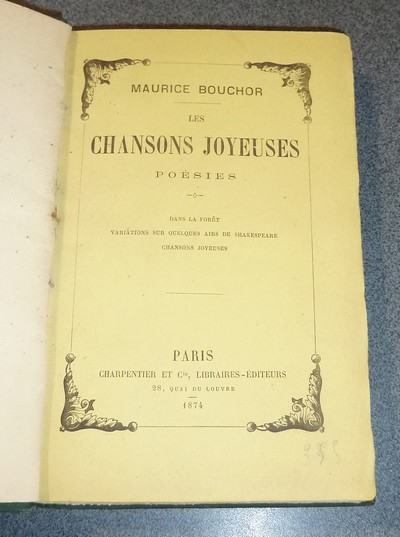 MAURICE BOUCHOR
LES
CHANSONS JOYEUSES
POÉSIES
DANS LA FORÊT
VARIATIONS SUR QUELQUES AIRS DE SHAKESPEARE
CHANSONS JOYEUSES
PARIS
CHARPENTIER ET Cie, LIBRAIRES-ÉDITEURS
28, QUAI DU LOUVRE
1874